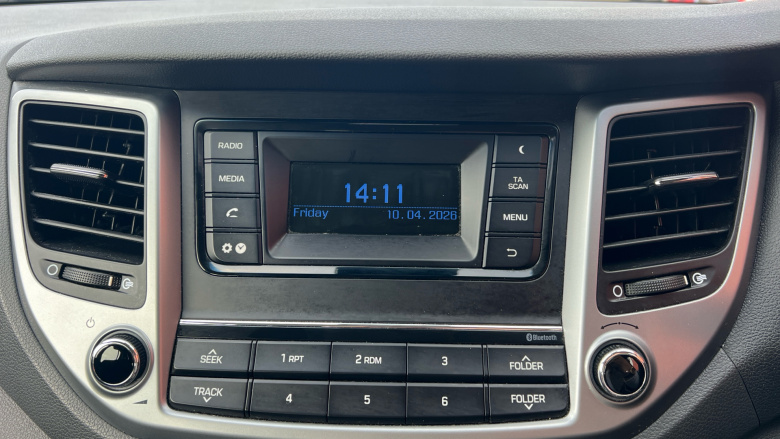 RADIO
MEDIA
14:11
Friday 10.04.2026
TA
SCAN
MENU
Bluetooth
SEEK
1 RPT
2 RDM
3
FOLDER
TRACK
4
5
6
FOLDER